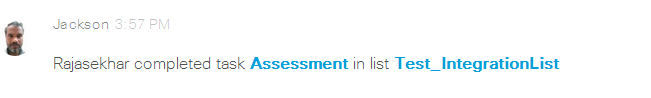 Jackson 3:57 PM
Rajasekhar completed task Assessment in list Test_IntegrationList